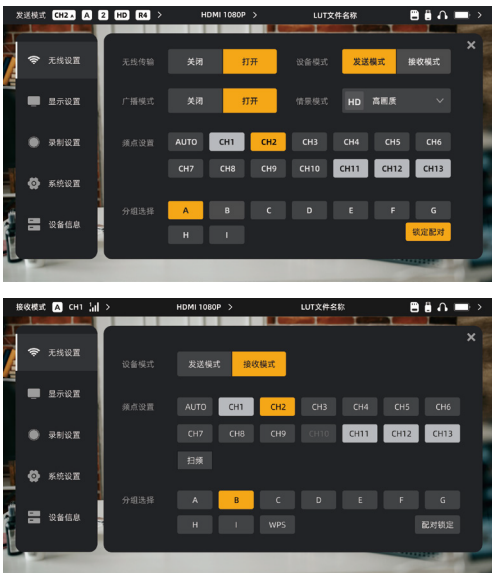 发送模式 CH2 A A 2 HD R4 > HDMI 1080P > LUT文件名称 >
×
无线设置 无线传输 关闭 打开 设备模式 发送模式 接收模式
显示设置 广播模式 关闭 打开 情景模式 HD 高画质
录制设置 频点设置 AUTO CH1 CH2 CH3 CH4 CH5 CH6
CH7 CH8 CH9 CH10 CH11 CH12 CH13
系统设置
分组选择 A B C D E F G
设备信息 H I 锁定配对
接收模式 A CH1 > HDMI 1080P > LUT文件名称 >
×
无线设置 设备模式 发送模式 接收模式
显示设置 频点设置 AUTO CH1 CH2 CH3 CH4 CH5 CH6
录制设置 CH7 CH8 CH9 CH10 CH11 CH12 CH13
扫频
系统设置
分组选择 A B C D E F G
设备信息 H I WPS 配对锁定